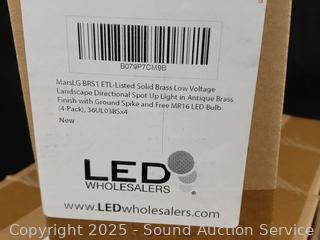 B079P7CM9B
MarsLG BRS1 ETL-Listed Solid Brass Low Voltage
Landscape Directional Spot Up Light in Antique Brass
Finish with Ground Spike and Free MR16 LED Bulb
(4-Pack), 36UL03BSx4
New
LED
WHOLESALERS
www.LEDwholesalers.com
Copyright 2025 - Sound Auction Service